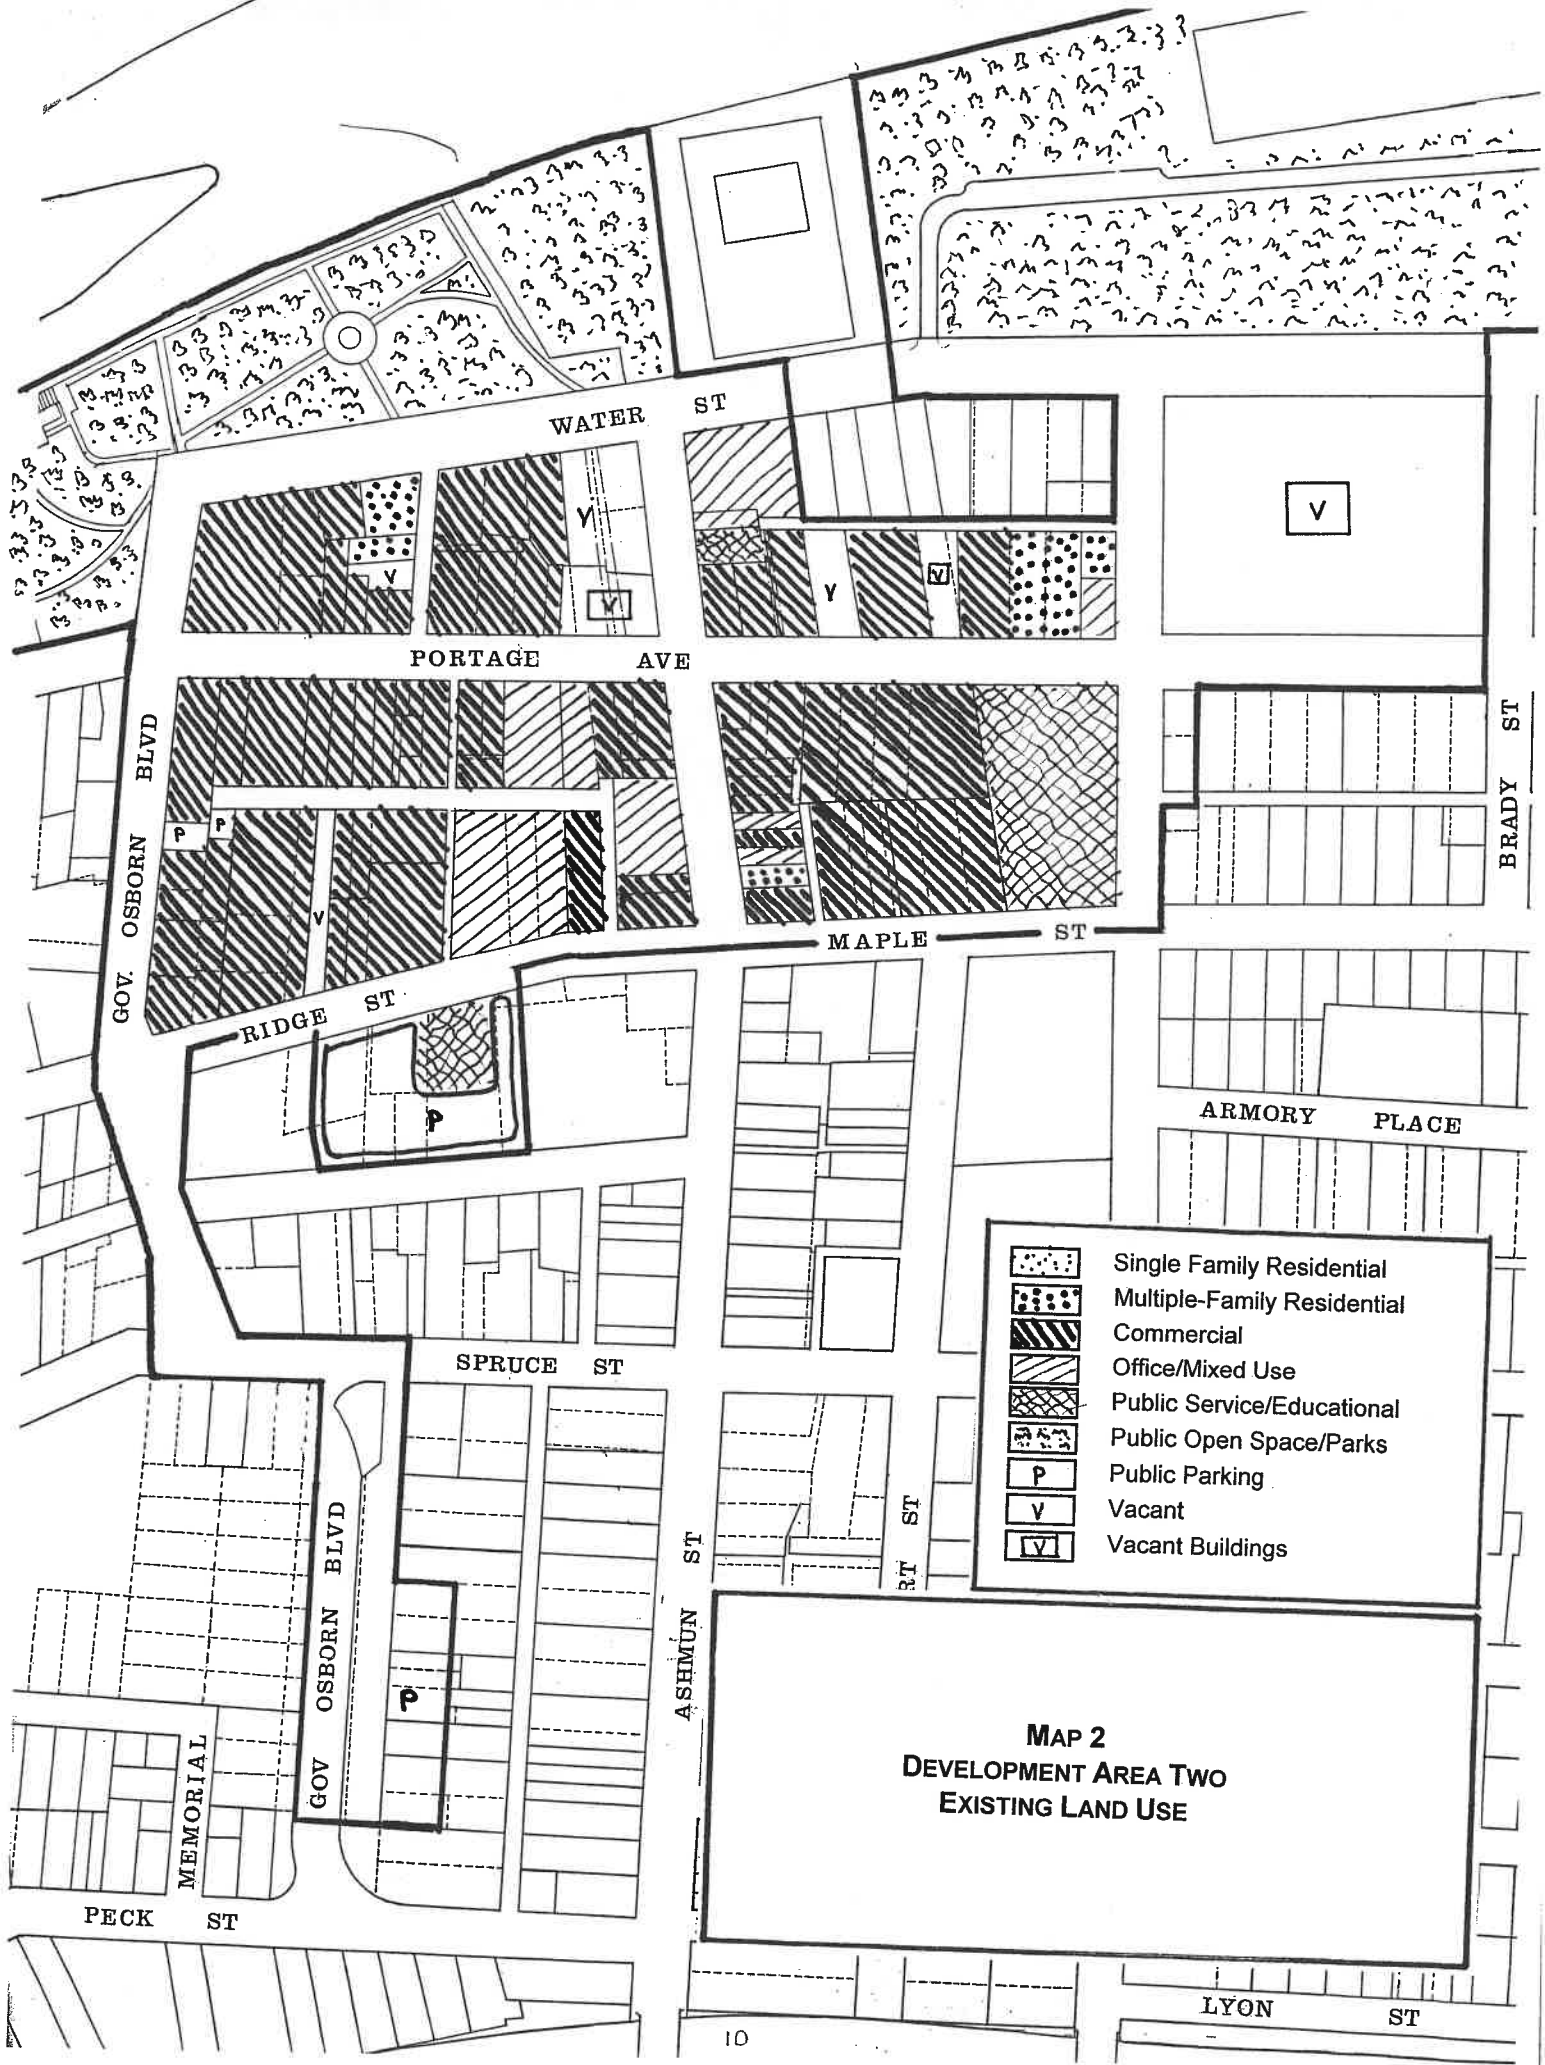 WATER ST
V
V
V
V
V
V
PORTAGE AVE
GOV. OSBORN BLVD
BRADY ST
P
P
V
MAPLE ST
RIDGE ST
P
ARMORY PLACE
SPRUCE ST
Single Family Residential
Multiple-Family Residential
Commercial
Office/Mixed Use
Public Service/Educational
Public Open Space/Parks
P Public Parking
V Vacant
V Vacant Buildings
GOV OSBORN BLVD
ASHMUN ST
RT ST
P
MAP 2
DEVELOPMENT AREA TWO
EXISTING LAND USE
MEMORIAL
PECK ST
LYON ST
10